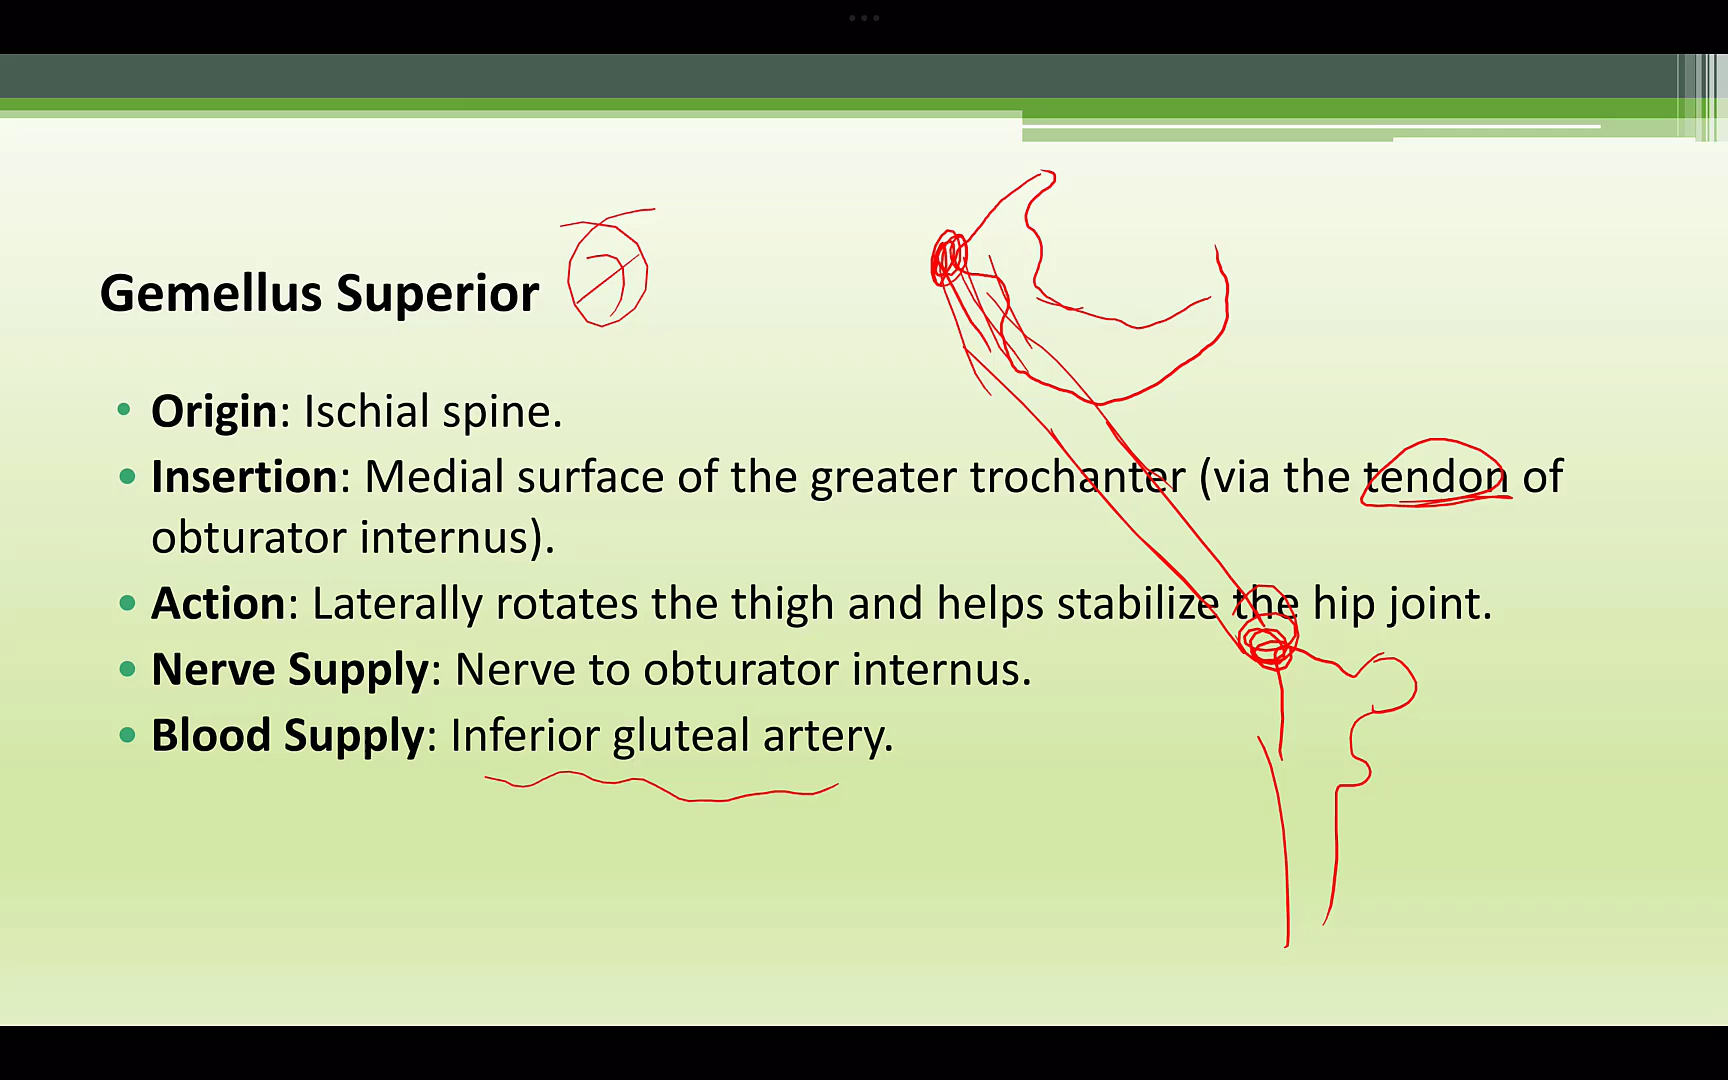 Gemellus Superior
• Origin: Ischial spine.
• Insertion: Medial surface of the greater trochanter (via the tendon of
obturator internus).
• Action: Laterally rotates the thigh and helps stabilize the hip joint.
• Nerve Supply: Nerve to obturator internus.
• Blood Supply: Inferior gluteal artery.